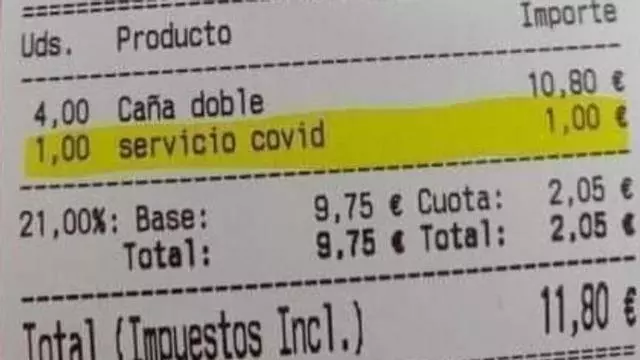 Uds. Producto Importe
4,00 Caña doble 10,80 €
1,00 servicio covid 1,00 €
21,00%: Base: 9,75 € Cuota: 2,05 €
Total: 9,75 € Total: 2,05 €
Total (Impuestos Incl.) 11,80 €